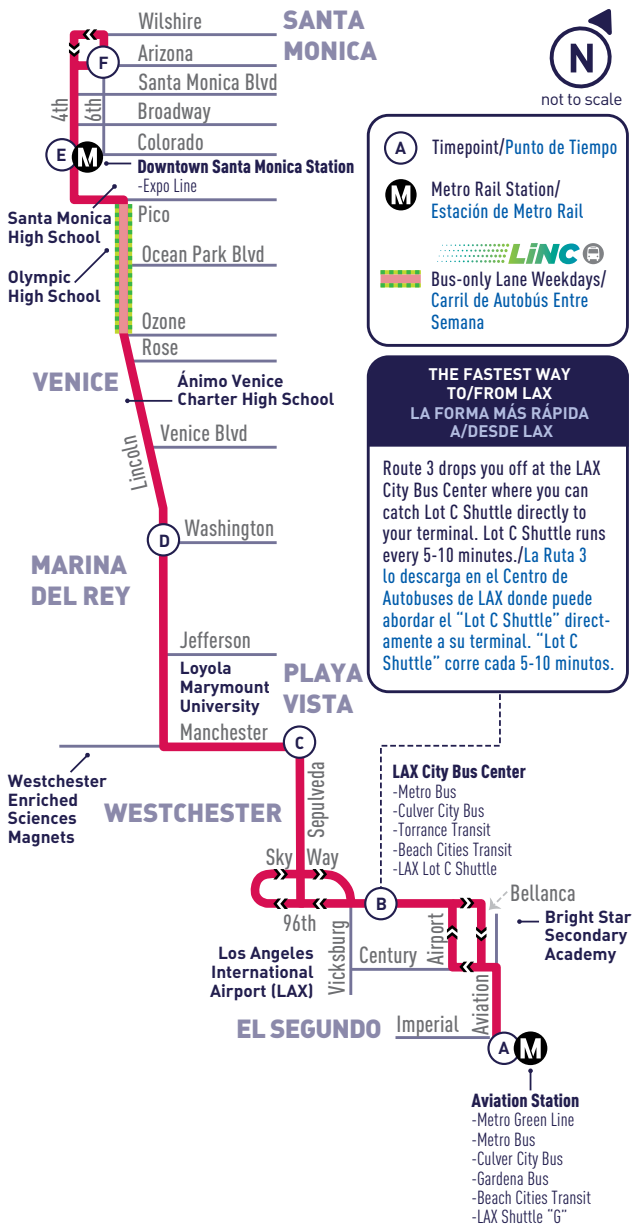 Wilshire
SANTA
MONICA
Arizona
F
Santa Monica Blvd
4th
6th
Broadway
Colorado
E
M
Downtown Santa Monica Station
-Expo Line
Santa Monica
High School
Pico
Olympic
High School
Ocean Park Blvd
Ozone
Rose
VENICE
Ánimo Venice
Charter High School
Lincoln
Venice Blvd
D
Washington
MARINA
DEL REY
Jefferson
Loyola
Marymount
University
PLAYA
VISTA
Manchester
C
Westchester
Enriched
Sciences
Magnets
WESTCHESTER
Sepulveda
Sky Way
96th
B
LAX City Bus Center
-Metro Bus
-Culver City Bus
-Torrance Transit
-Beach Cities Transit
-LAX Lot C Shuttle
Bellanca
Bright Star
Secondary
Academy
Airport
Los Angeles
International
Airport (LAX)
Vicksburg
Century
Aviation
EL SEGUNDO
Imperial
A
M
Aviation Station
-Metro Green Line
-Metro Bus
-Culver City Bus
-Gardena Bus
-Beach Cities Transit
-LAX Shuttle "G"
N
not to scale
A
Timepoint/Punto de Tiempo
M
Metro Rail Station/
Estación de Metro Rail
LiNC
Bus-only Lane Weekdays/
Carril de Autobús Entre
Semana
THE FASTEST WAY
TO/FROM LAX
LA FORMA MÁS RÁPIDA
A/DESDE LAX
Route 3 drops you off at the LAX
City Bus Center where you can
catch Lot C Shuttle directly to
your terminal. Lot C Shuttle runs
every 5-10 minutes./La Ruta 3
lo descarga en el Centro de
Autobuses de LAX donde puede
abordar el "Lot C Shuttle" direct-
amente a su terminal. "Lot C
Shuttle" corre cada 5-10 minutos.